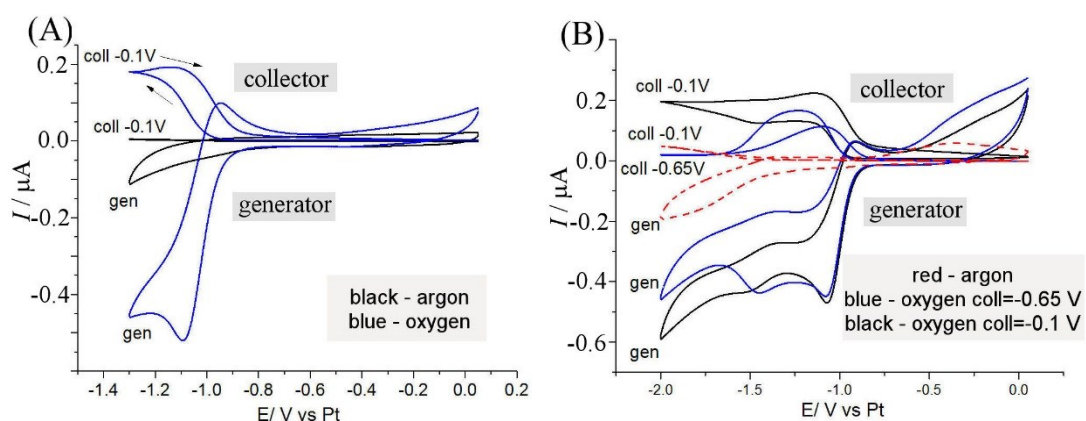 (A)
coll -0.1V
collector
0.2
coll -0.1V
0.0
I / µA
gen
-0.2
generator
-0.4
gen
black - argon
blue - oxygen
-1.4 -1.2 -1.0 -0.8 -0.6 -0.4 -0.2 0.0 0.2
E/ V vs Pt
(B)
0.4
coll -0.1V
collector
0.2
coll -0.1V
0.0
coll -0.65V
I / µA
gen
generator
-0.2
gen
-0.4
red - argon
blue - oxygen coll=-0.65 V
black - oxygen coll=-0.1 V
gen
-0.6
-2.0 -1.5 -1.0 -0.5 0.0
E/ V vs Pt